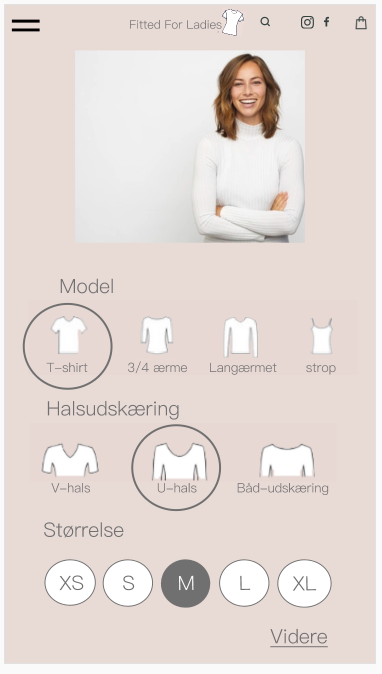 Fitted For Ladies
Model
T-shirt 3/4 ærme Langærmet strop
Halsudskæring
V-hals U-hals Båd-udskæring
Størrelse
XS S M L XL
Videre